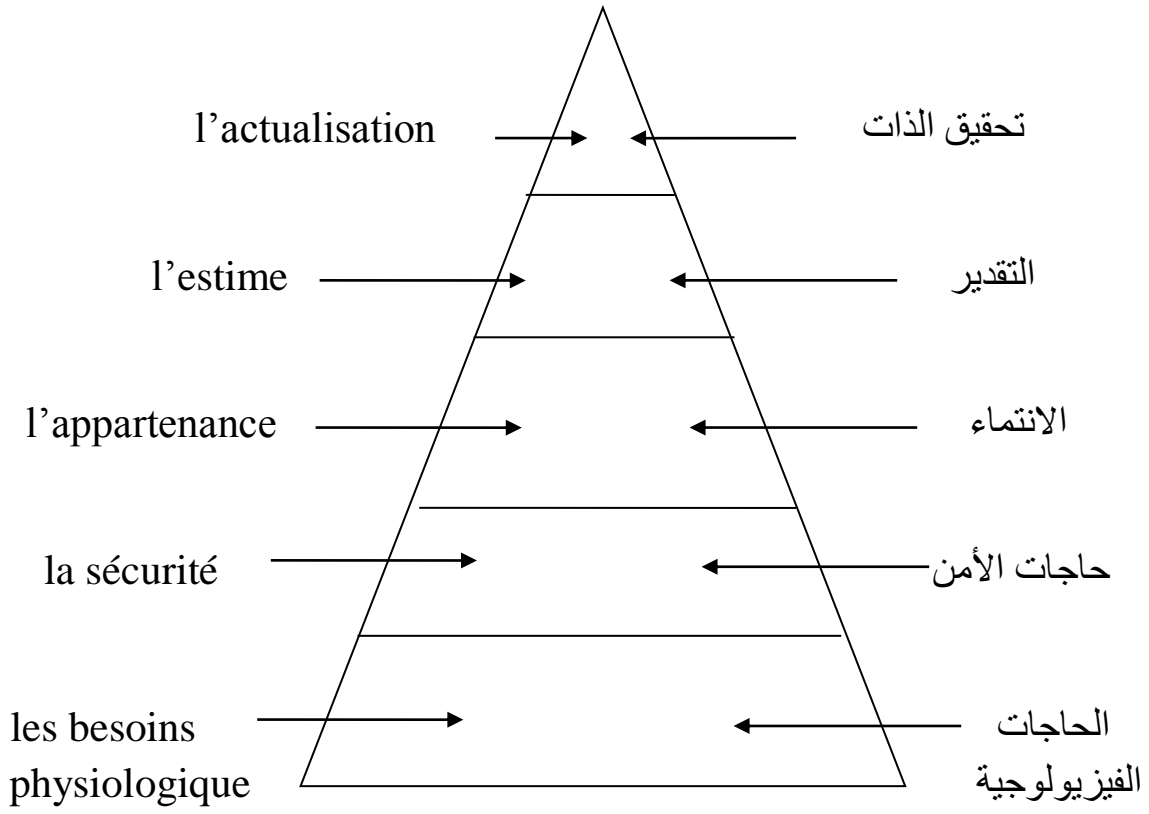 l’actualisation
تحقيق الذات
l’estime
التقدير
l’appartenance
الانتماء
la sécurité
حاجات الأمن
les besoins
physiologique
الحاجات
الفيزيولوجية